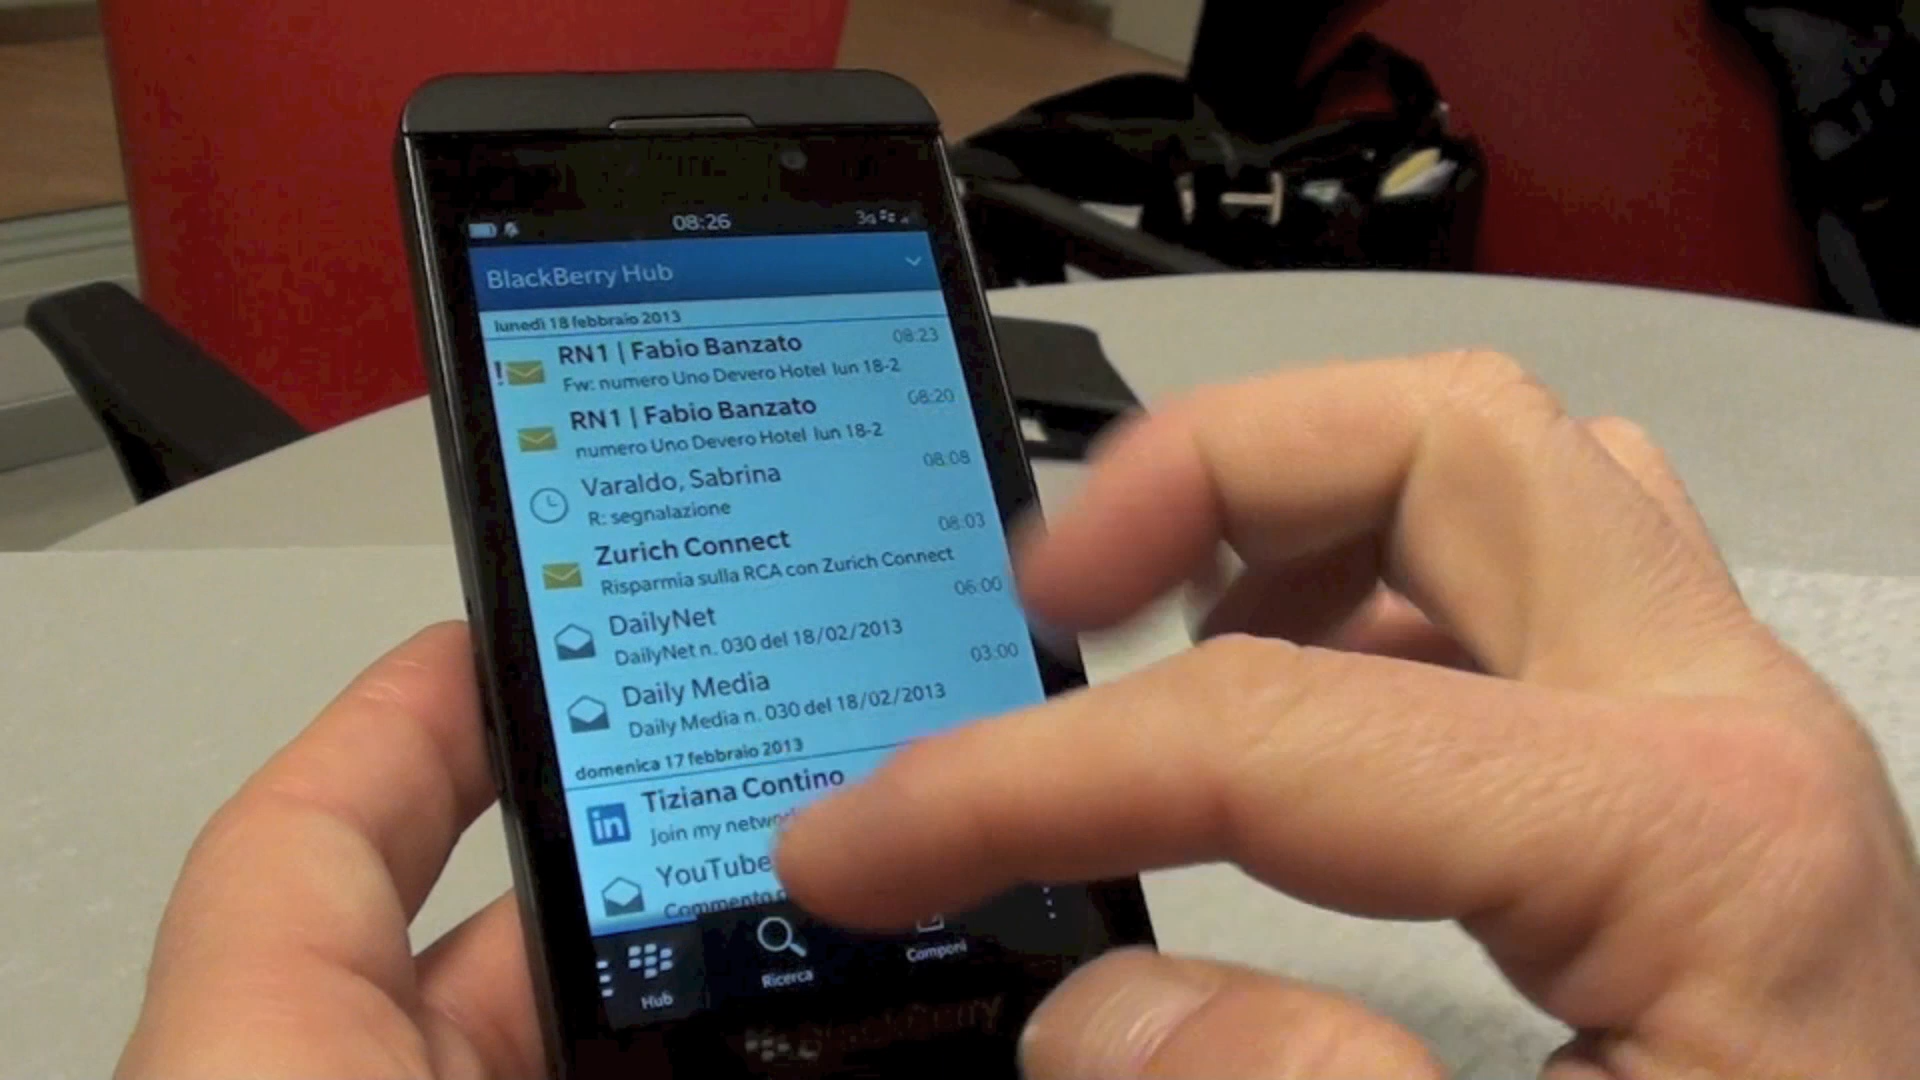 08:26
3G
BlackBerry Hub
lunedì 18 febbraio 2013
RN1 | Fabio Banzato 08:23
Fw: numero Uno Devero Hotel lun 18-2
RN1 | Fabio Banzato 08:20
numero Uno Devero Hotel lun 18-2
Varaldo, Sabrina 08:08
R: segnalazione
Zurich Connect 08:03
Risparmia sulla RCA con Zurich Connect
DailyNet 06:00
DailyNet n. 030 del 18/02/2013
Daily Media 03:00
Daily Media n. 030 del 18/02/2013
domenica 17 febbraio 2013
Tiziana Contino
in
Join my network
YouTube
Commento
Hub
Ricerca
Componi
BlackBerry